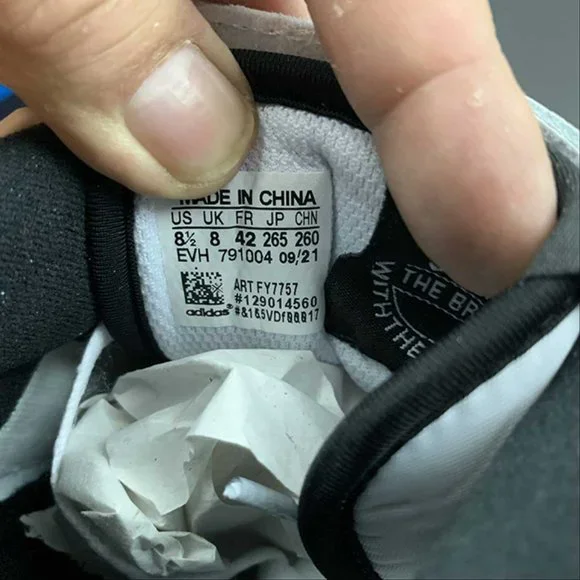 MADE IN CHINA
US UK FR JP CHN
8½ 8 42 265 260
EVH 791004 09/21
ART FY7757
#129014560
adidas®
THE BR
WITH THE